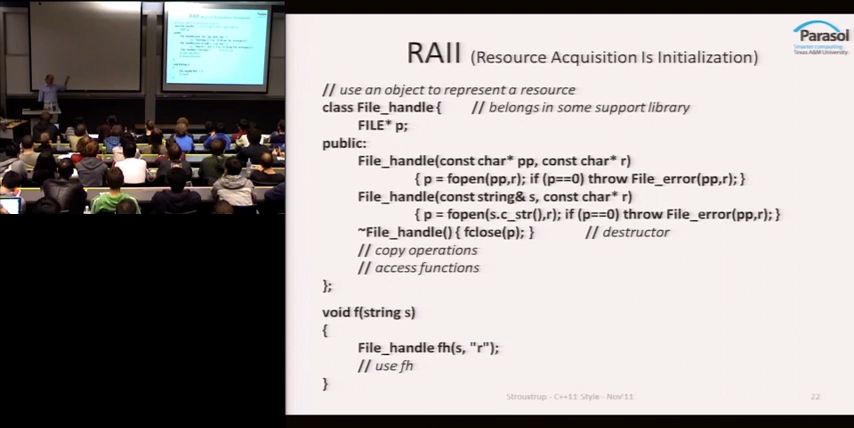 Parasol
Smarter computing.
Texas A&M University
RAII (Resource Acquisition Is Initialization)
// use an object to represent a resource
class File_handle { // belongs in some support library
FILE* p;
public:
File_handle(const char* pp, const char* r)
{ p = fopen(pp,r); if (p==0) throw File_error(pp,r); }
File_handle(const string& s, const char* r)
{ p = fopen(s.c_str(),r); if (p==0) throw File_error(pp,r); }
~File_handle() { fclose(p); } // destructor
// copy operations
// access functions
};
void f(string s)
{
File_handle fh(s, "r");
// use fh
}
Stroustrup - C++11 Style - Nov'11
22